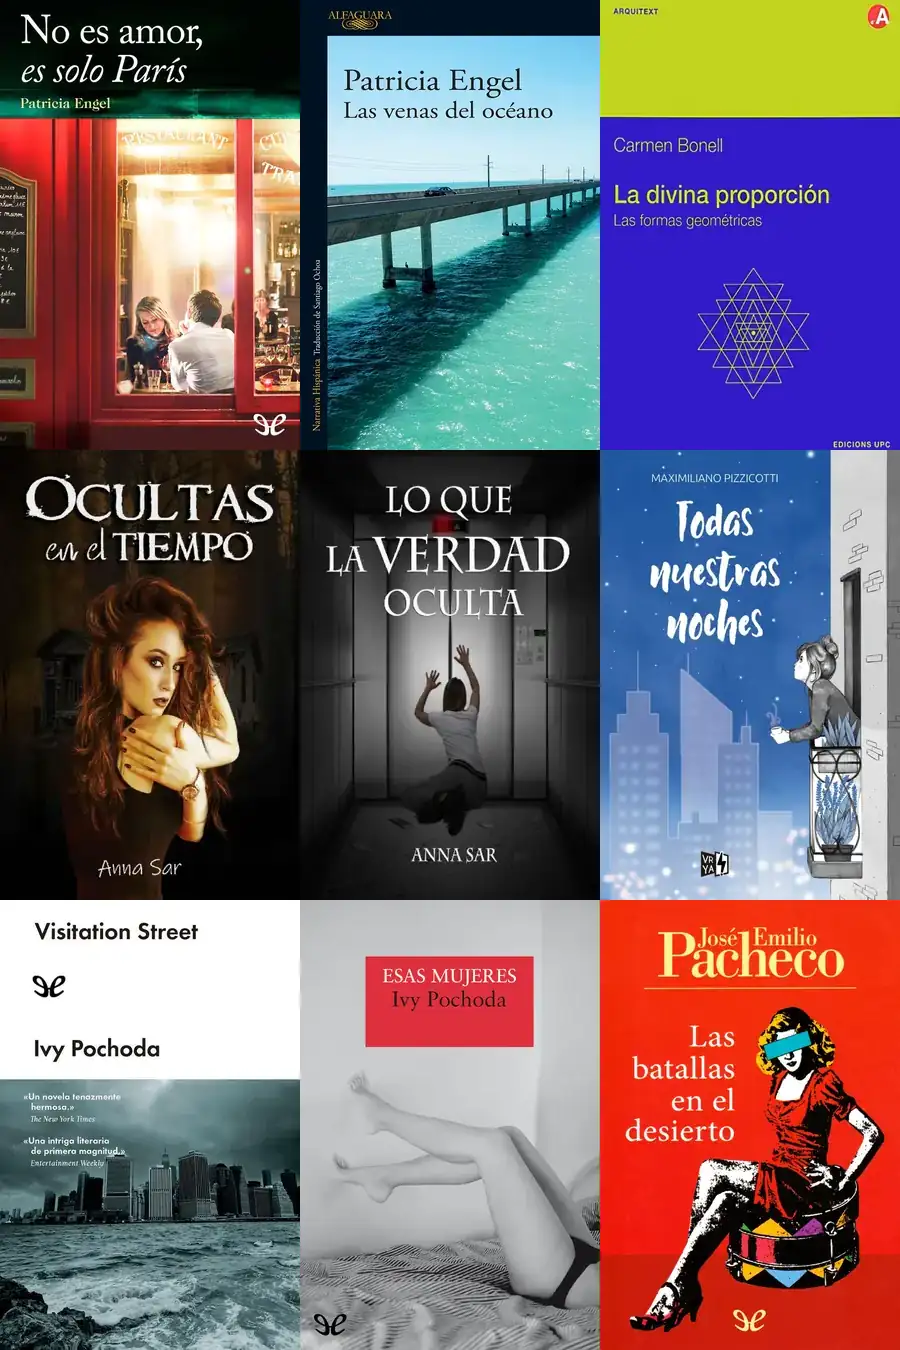 No es amor,
es solo París
Patricia Engel
RESTAURANT
ALFAGUARA
Patricia Engel
Las venas del océano
Narrativa Hispánica Traducción de Santiago Ochoa
ARQUITEXT
A
Carmen Bonell
La divina proporción
Las formas geométricas
EDICIONS UPC
OCULTAS
en el TIEMPO
Anna Sar
LO QUE
LA VERDAD
OCULTA
ANNA SAR
MAXIMILIANO PIZZICOTTI
Todas
nuestras
noches
VR
YA
Visitation Street
Ivy Pochoda
«Un novela tenazmente
hermosa.»
The New York Times
«Una intriga literaria
de primera magnitud.»
Entertainment Weekly
ESAS MUJERES
Ivy Pochoda
José Emilio
Pacheco
Las
batallas
en el
desierto